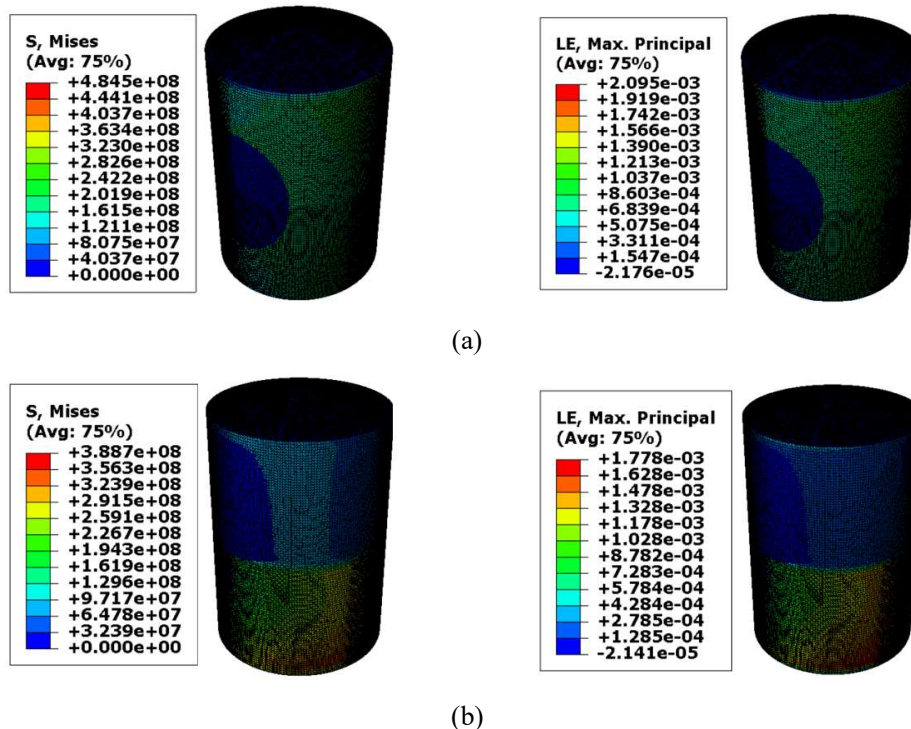 S, Mises
(Avg: 75%)
+4.845e+08
+4.441e+08
+4.037e+08
+3.634e+08
+3.230e+08
+2.826e+08
+2.422e+08
+2.019e+08
+1.615e+08
+1.211e+08
+8.075e+07
+4.037e+07
+0.000e+00
LE, Max. Principal
(Avg: 75%)
+2.095e-03
+1.919e-03
+1.742e-03
+1.566e-03
+1.390e-03
+1.213e-03
+1.037e-03
+8.603e-04
+6.839e-04
+5.075e-04
+3.311e-04
+1.547e-04
-2.176e-05
(a)
S, Mises
(Avg: 75%)
+3.887e+08
+3.563e+08
+3.239e+08
+2.915e+08
+2.591e+08
+2.267e+08
+1.943e+08
+1.619e+08
+1.296e+08
+9.717e+07
+6.478e+07
+3.239e+07
+0.000e+00
LE, Max. Principal
(Avg: 75%)
+1.778e-03
+1.628e-03
+1.478e-03
+1.328e-03
+1.178e-03
+1.028e-03
+8.782e-04
+7.283e-04
+5.784e-04
+4.284e-04
+2.785e-04
+1.285e-04
-2.141e-05
(b)